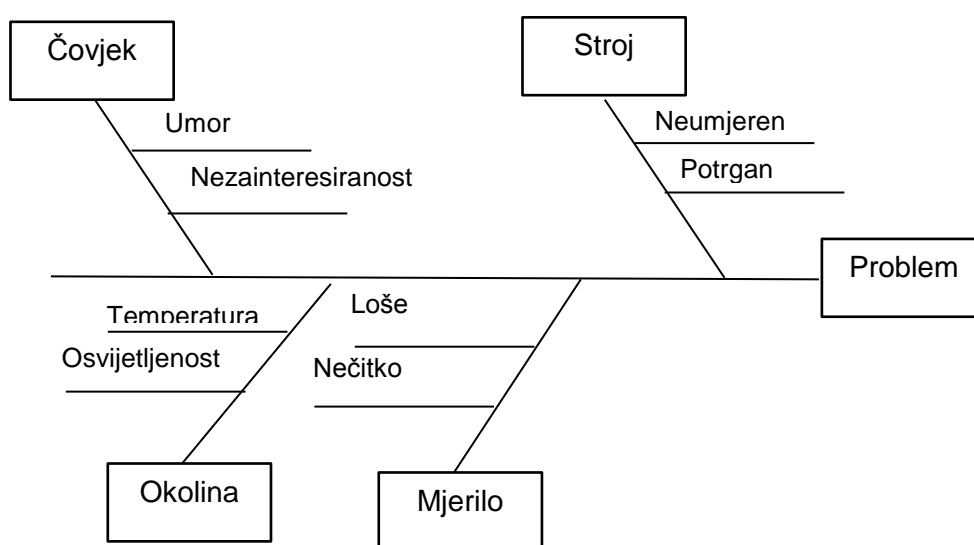 Čovjek
Stroj
Umor
Neumjeren
Nezainteresiranost
Potrgan
Problem
Temperatura
Loše
Osvijetljenost
Nečitko
Okolina
Mjerilo